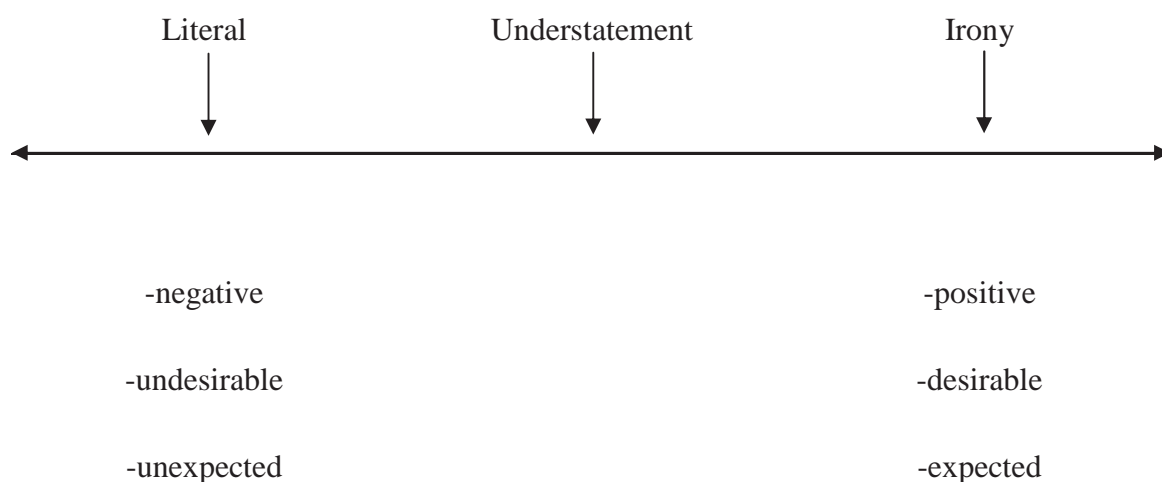 Literal Understatement Irony
-negative -positive
-undesirable -desirable
-unexpected -expected